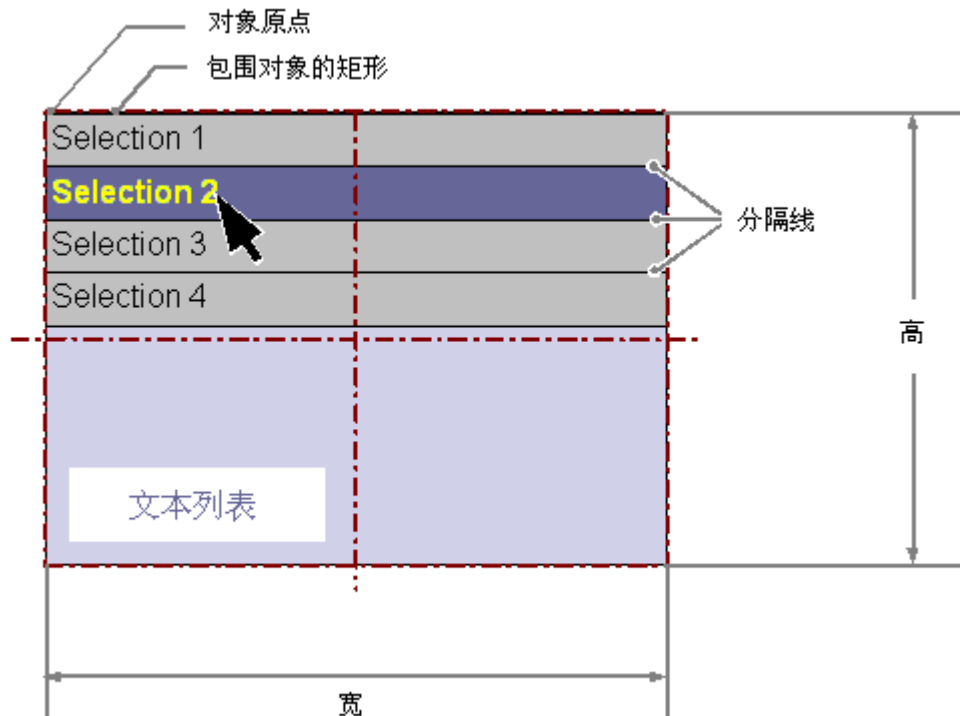 对象原点
包围对象的矩形
Selection 1
Selection 2
Selection 3
Selection 4
分隔线
高
文本列表
宽